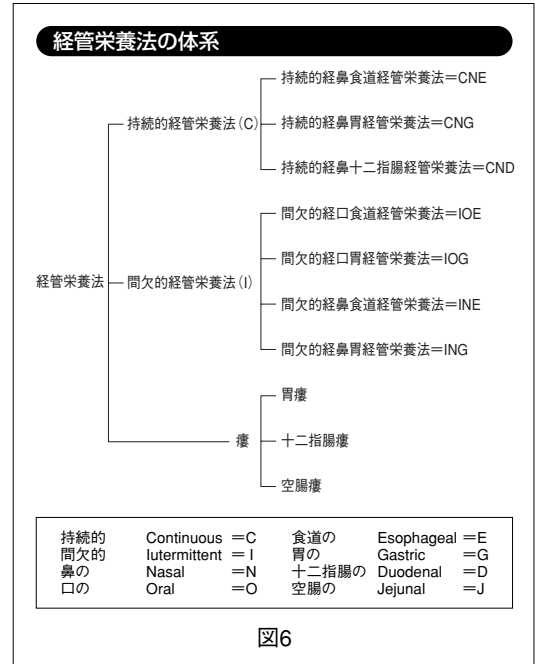 経管栄養法の体系
持続的経鼻食道経管栄養法＝CNE
持続的経管栄養法（C）
持続的経鼻胃経管栄養法＝CNG
持続的経鼻十二指腸経管栄養法＝CND
間欠的経口食道経管栄養法＝IOE
間欠的経口胃経管栄養法＝IOG
経管栄養法
間欠的経管栄養法（I）
間欠的経鼻食道経管栄養法＝INE
間欠的経鼻胃経管栄養法＝ING
胃瘻
瘻
十二指腸瘻
空腸瘻
持続的 Continuous ＝C 食道の Esophageal ＝E
間欠的 Iutermittent ＝I 胃の Gastric ＝G
鼻の Nasal ＝N 十二指腸の Duodenal ＝D
口の Oral ＝O 空腸の Jejunal ＝J
図6